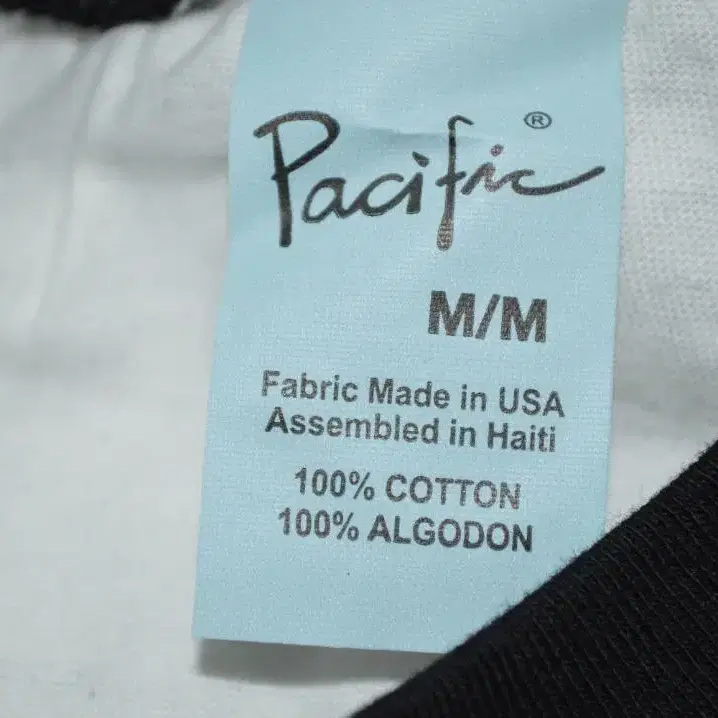 Pacific®
M/M
Fabric Made in USA
Assembled in Haiti
100% COTTON
100% ALGODON